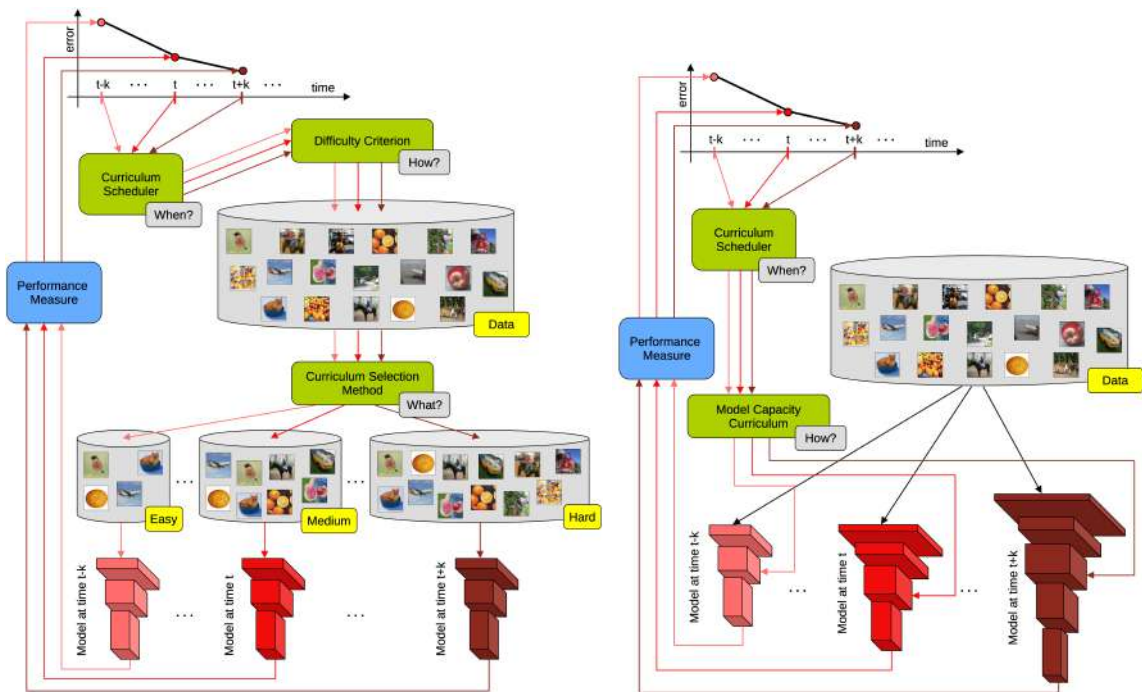 error
t-k ... t ... t+k ...
time
Curriculum
Scheduler
When?
Difficulty Criterion
How?
Performance
Measure
Data
Curriculum Selection
Method
What?
...
...
Easy
Medium
Hard
Model at time t-k
...
Model at time t
...
Model at time t+k
error
t-k ... t ... t+k ...
time
Curriculum
Scheduler
When?
Performance
Measure
Data
Model Capacity
Curriculum
How?
Model at time t-k
...
Model at time t
...
Model at time t+k